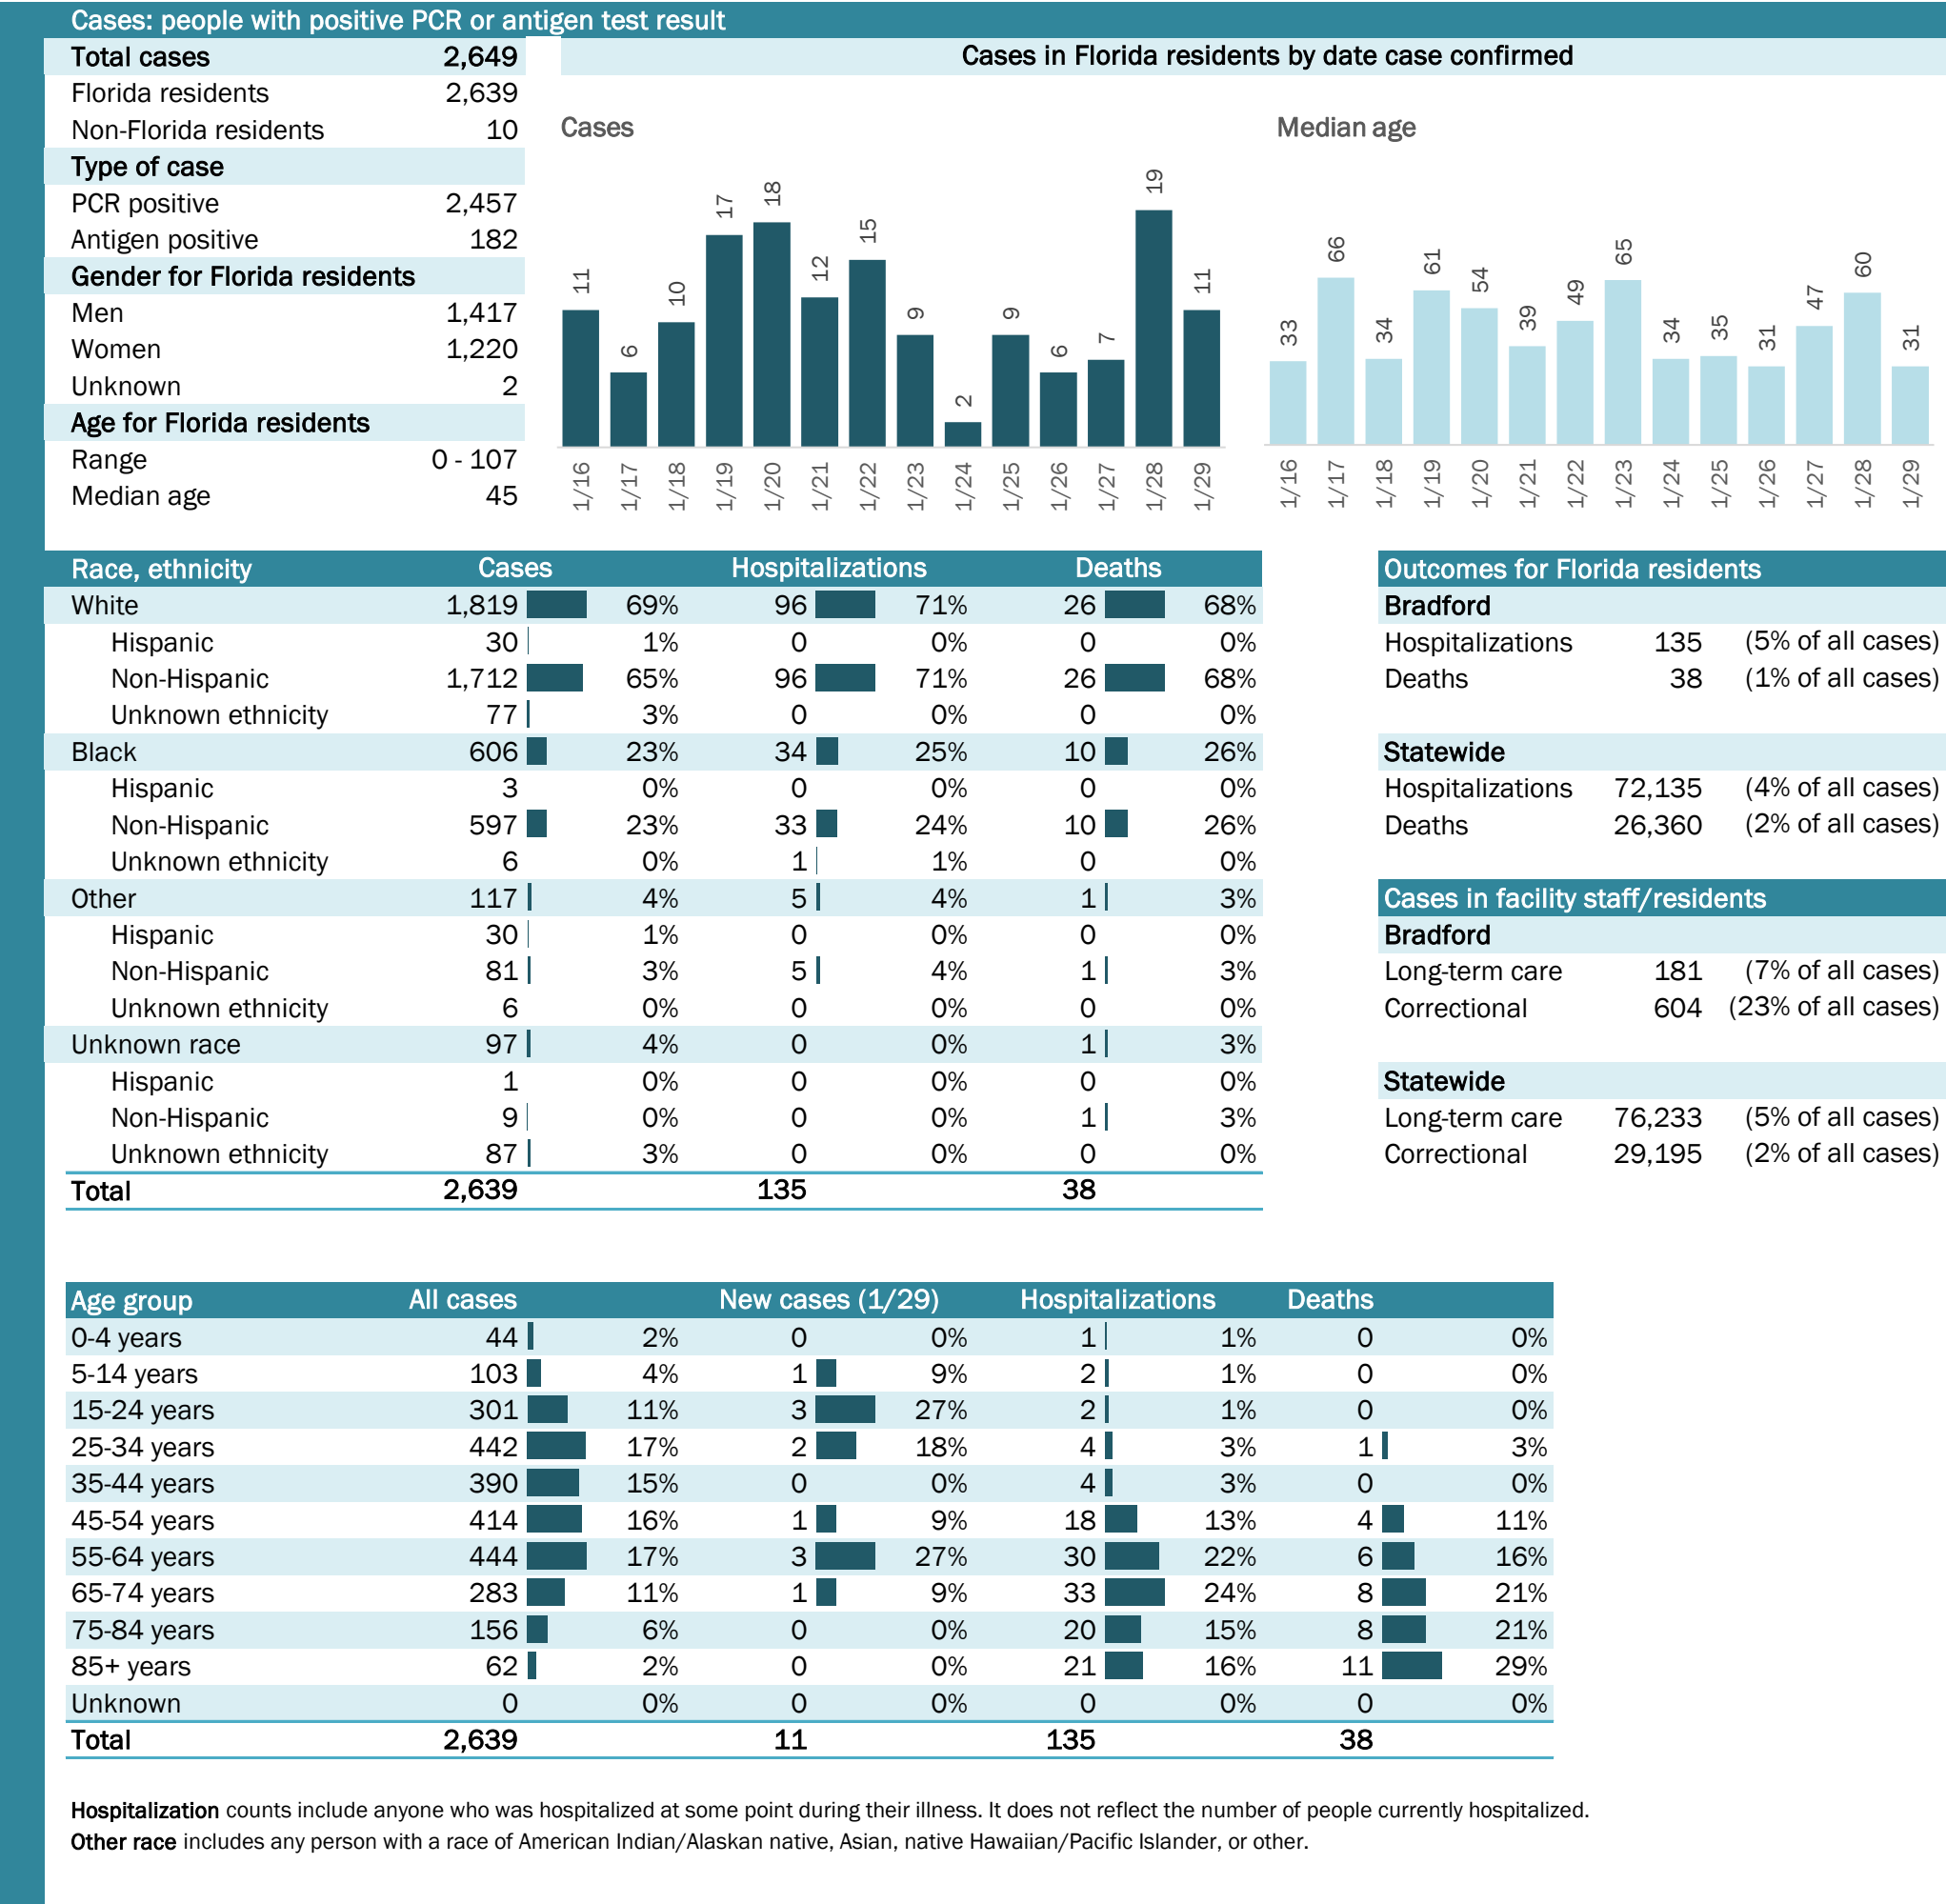 Cases: people with positive PCR or antigen test result
Total cases 2,649
Florida residents 2,639
Non-Florida residents 10
Type of case
PCR positive 2,457
Antigen positive 182
Gender for Florida residents
Men 1,417
Women 1,220
Unknown 2
Age for Florida residents
Range 0 - 107
Median age 45
Cases in Florida residents by date case confirmed
Cases
11 6 10 17 18 12 15 9 2 9 6 7 19 11
1/16 1/17 1/18 1/19 1/20 1/21 1/22 1/23 1/24 1/25 1/26 1/27 1/28 1/29
Median age
33 66 34 61 54 39 49 65 34 35 31 47 60 31
1/16 1/17 1/18 1/19 1/20 1/21 1/22 1/23 1/24 1/25 1/26 1/27 1/28 1/29
Race, ethnicity Cases Hospitalizations Deaths
White 1,819 69% 96 71% 26 68%
Hispanic 30 1% 0 0% 0 0%
Non-Hispanic 1,712 65% 96 71% 26 68%
Unknown ethnicity 77 3% 0 0% 0 0%
Black 606 23% 34 25% 10 26%
Hispanic 3 0% 0 0% 0 0%
Non-Hispanic 597 23% 33 24% 10 26%
Unknown ethnicity 6 0% 1 1% 0 0%
Other 117 4% 5 4% 1 3%
Hispanic 30 1% 0 0% 0 0%
Non-Hispanic 81 3% 5 4% 1 3%
Unknown ethnicity 6 0% 0 0% 0 0%
Unknown race 97 4% 0 0% 1 3%
Hispanic 1 0% 0 0% 0 0%
Non-Hispanic 9 0% 0 0% 1 3%
Unknown ethnicity 87 3% 0 0% 0 0%
Total 2,639 135 38
Outcomes for Florida residents
Bradford
Hospitalizations 135 (5% of all cases)
Deaths 38 (1% of all cases)
Statewide
Hospitalizations 72,135 (4% of all cases)
Deaths 26,360 (2% of all cases)
Cases in facility staff/residents
Bradford
Long-term care 181 (7% of all cases)
Correctional 604 (23% of all cases)
Statewide
Long-term care 76,233 (5% of all cases)
Correctional 29,195 (2% of all cases)
Age group All cases New cases (1/29) Hospitalizations Deaths
0-4 years 44 2% 0 0% 1 1% 0 0%
5-14 years 103 4% 1 9% 2 1% 0 0%
15-24 years 301 11% 3 27% 2 1% 0 0%
25-34 years 442 17% 2 18% 4 3% 1 3%
35-44 years 390 15% 0 0% 4 3% 0 0%
45-54 years 414 16% 1 9% 18 13% 4 11%
55-64 years 444 17% 3 27% 30 22% 6 16%
65-74 years 283 11% 1 9% 33 24% 8 21%
75-84 years 156 6% 0 0% 20 15% 8 21%
85+ years 62 2% 0 0% 21 16% 11 29%
Unknown 0 0% 0 0% 0 0% 0 0%
Total 2,639 11 135 38
Hospitalization counts include anyone who was hospitalized at some point during their illness. It does not reflect the number of people currently hospitalized.
Other race includes any person with a race of American Indian/Alaskan native, Asian, native Hawaiian/Pacific Islander, or other.